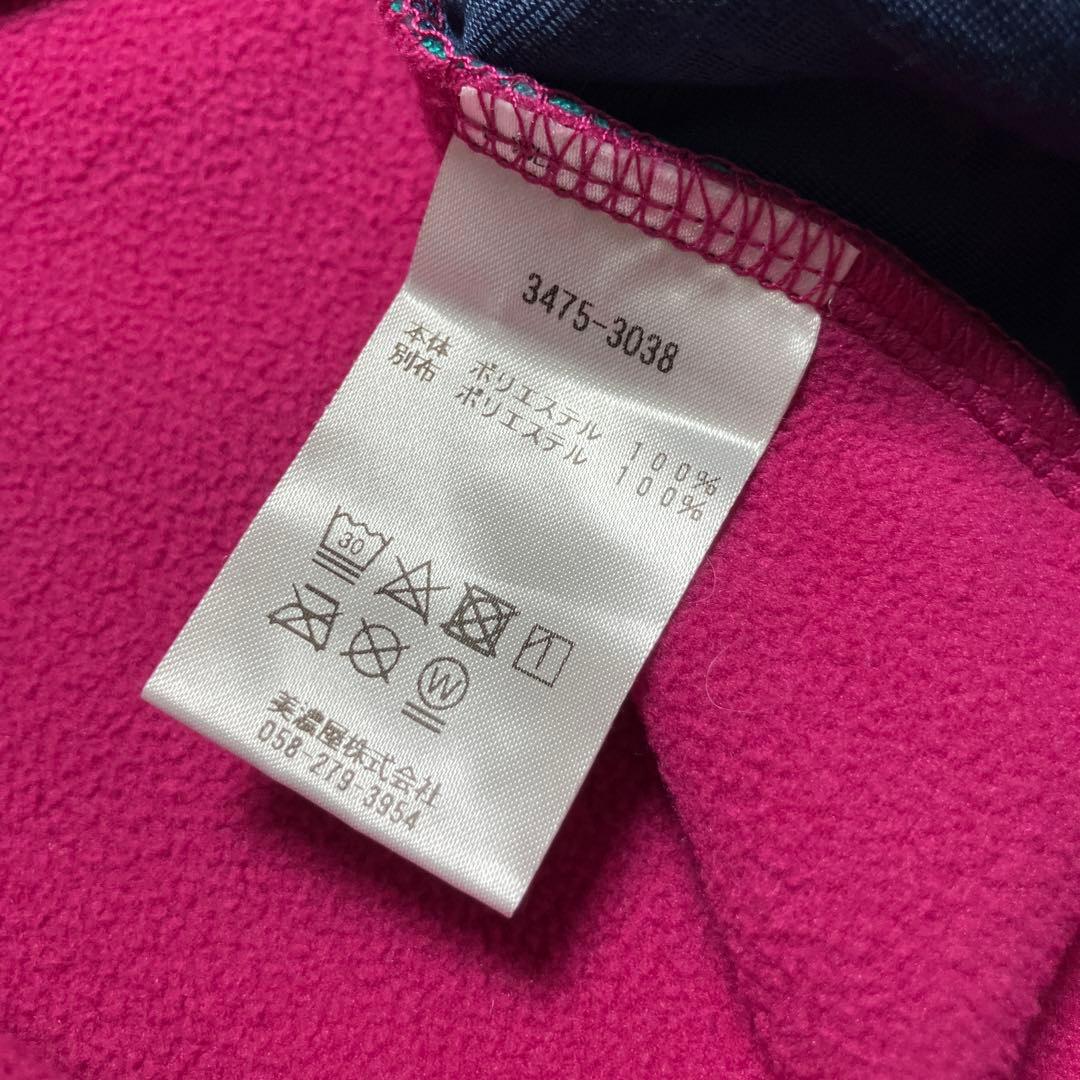 3475-3038
本体 ポリエステル 100%
別布 ポリエステル 100%
30
W
美濃屋株式会社
058-279-3954